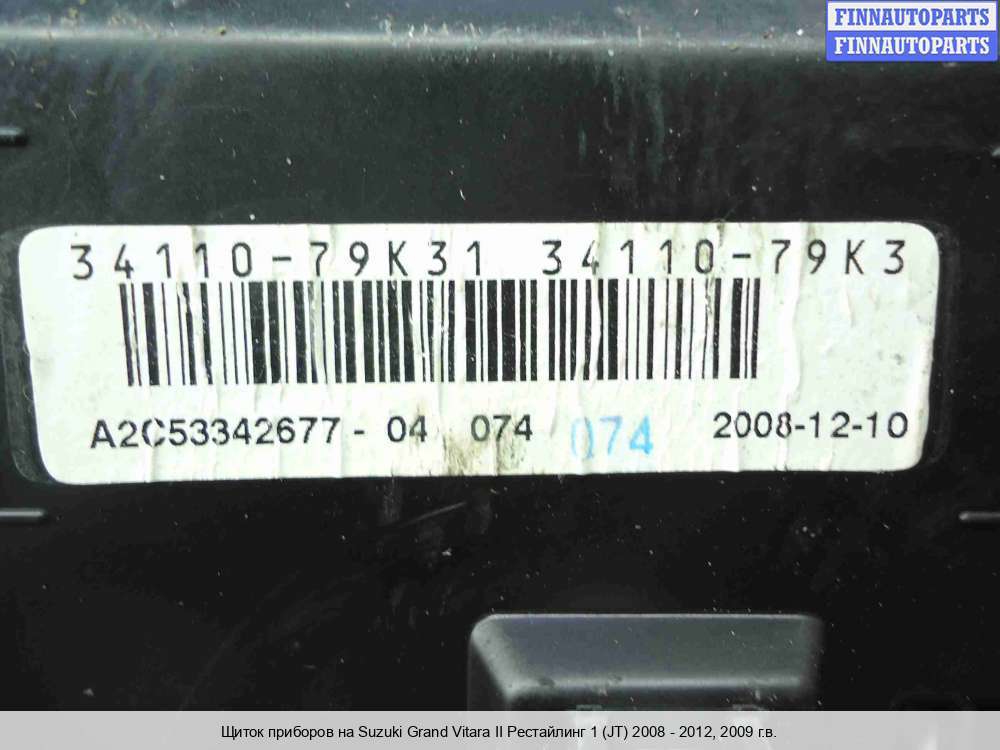 FINNAUTOPARTS
FINNAUTOPARTS
34110-79K31 34110-79K3
A2C53342677 - 04 074 074 2008-12-10
Щиток приборов на Suzuki Grand Vitara II Рестайлинг 1 (JT) 2008 - 2012, 2009 г.в.